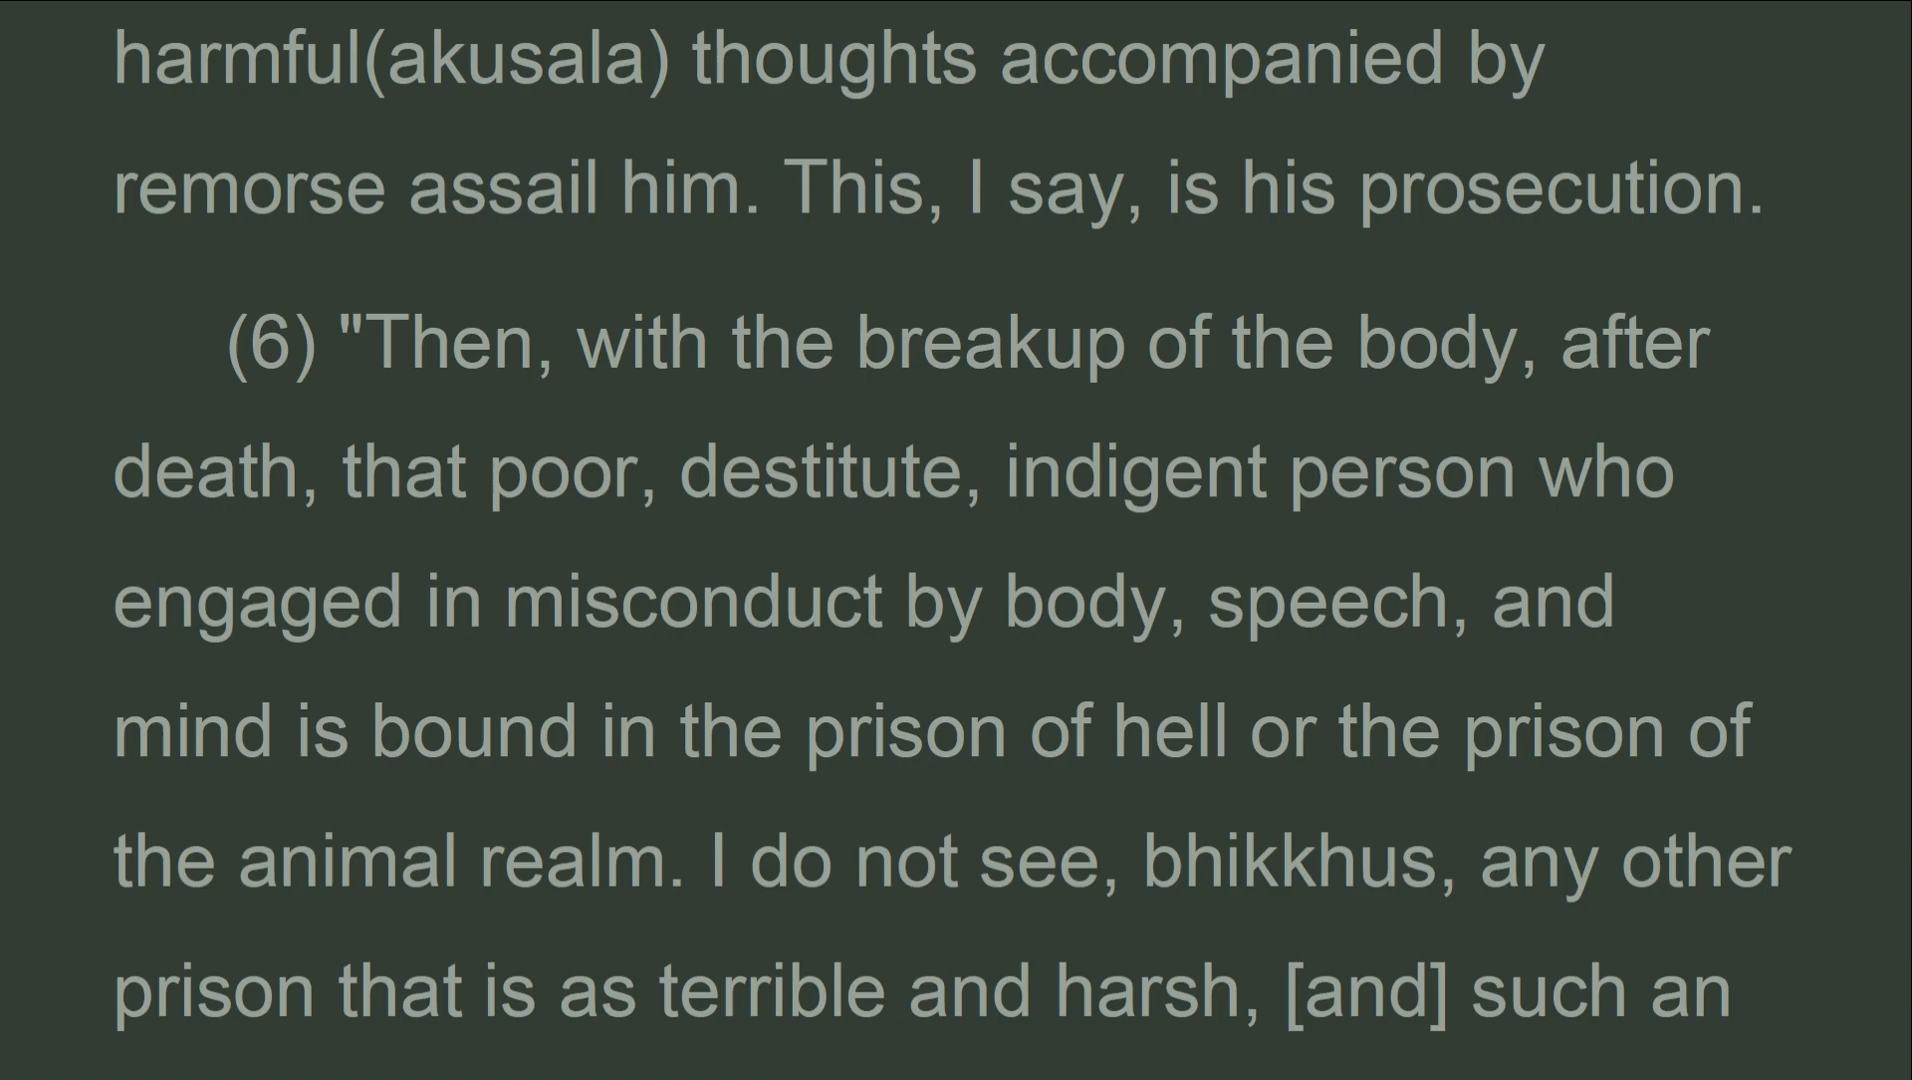 harmful(akusala) thoughts accompanied by
remorse assail him. This, I say, is his prosecution.
(6) "Then, with the breakup of the body, after
death, that poor, destitute, indigent person who
engaged in misconduct by body, speech, and
mind is bound in the prison of hell or the prison of
the animal realm. I do not see, bhikkhus, any other
prison that is as terrible and harsh, [and] such an